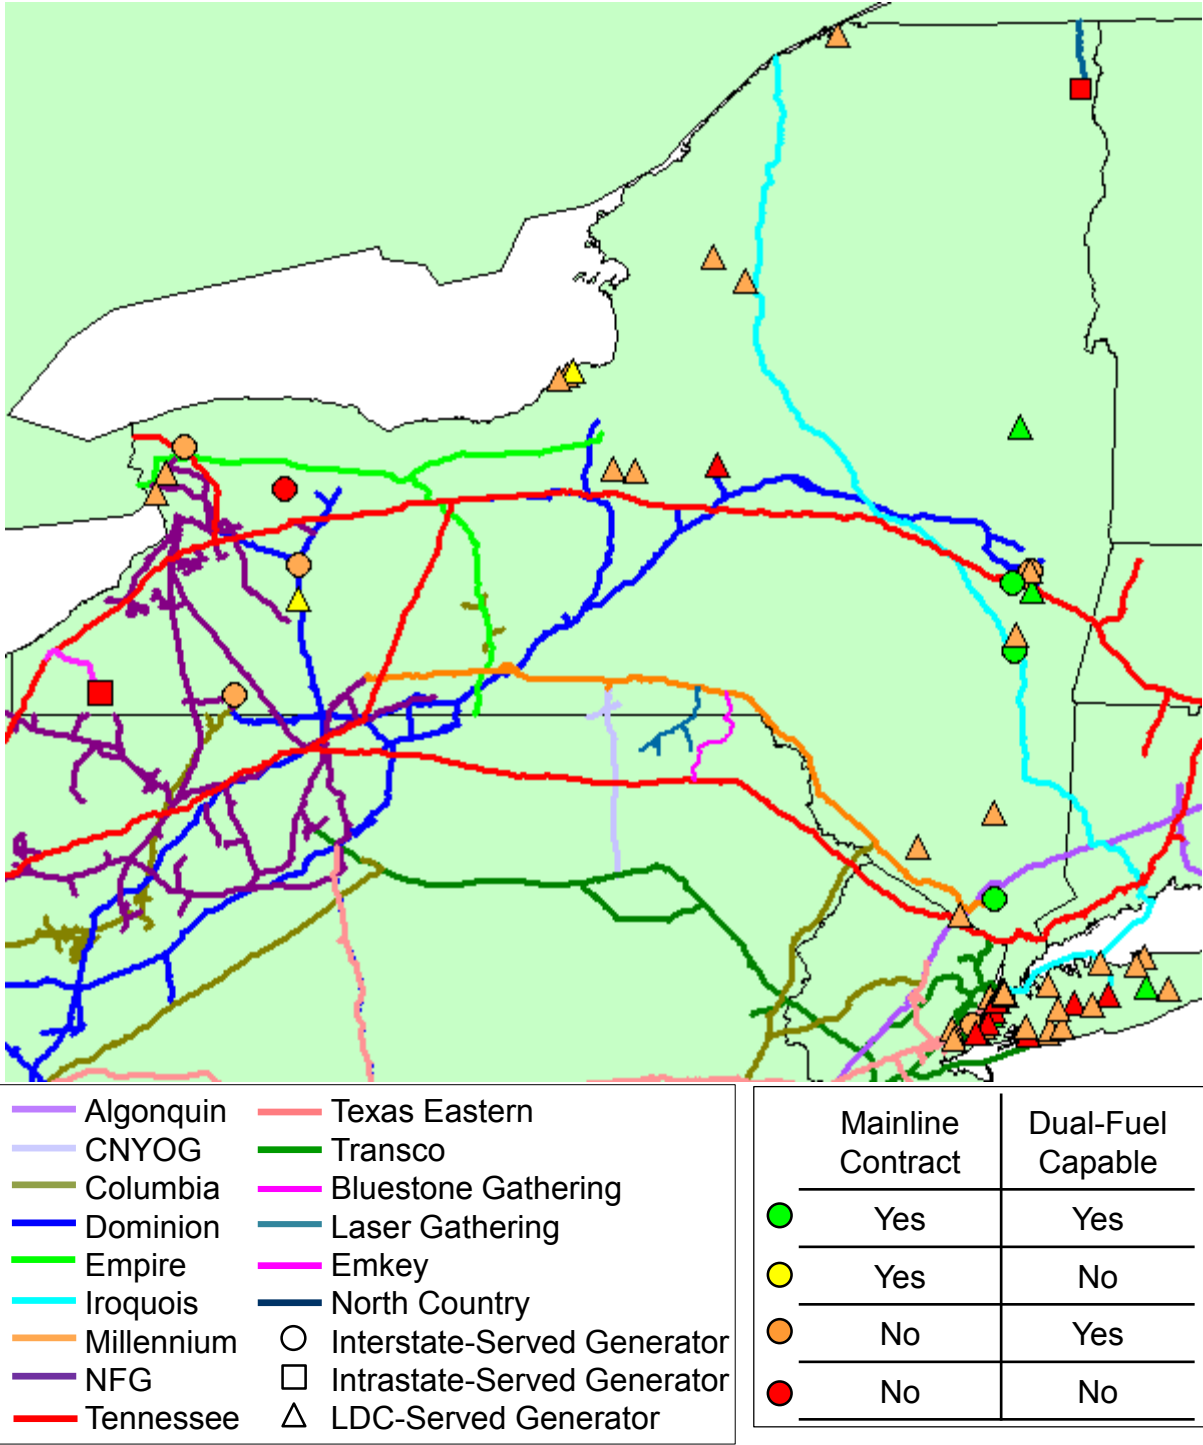 Algonquin
CNYOG
Columbia
Dominion
Empire
Iroquois
Millennium
NFG
Tennessee
Texas Eastern
Transco
Bluestone Gathering
Laser Gathering
Emkey
North Country
Interstate-Served Generator
Intrastate-Served Generator
LDC-Served Generator
Mainline Dual-Fuel
Contract Capable
Yes Yes
Yes No
No Yes
No No